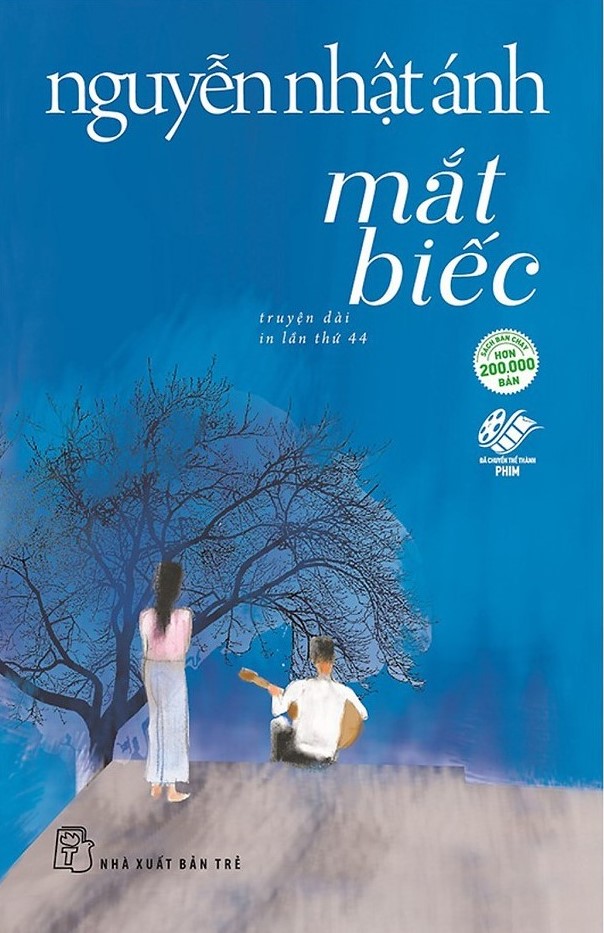 nguyễn nhật ánh
mắt
biếc
truyện dài
in lần thứ 44
SÁCH BÁN CHẠY
HƠN
200.000
BẢN
ĐÃ CHUYỂN THỂ THÀNH
PHIM
T
NHÀ XUẤT BẢN TRẺ